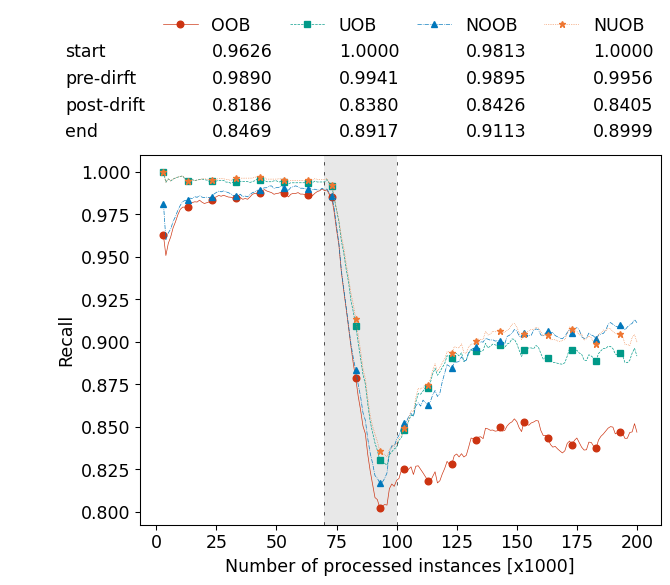 OOB UOB NOOB NUOB
start 0.9626 1.0000 0.9813 1.0000
pre-dirft 0.9890 0.9941 0.9895 0.9956
post-drift 0.8186 0.8380 0.8426 0.8405
end 0.8469 0.8917 0.9113 0.8999
1.000
0.975
0.950
0.925
0.900
0.875
0.850
0.825
0.800
Recall
0 25 50 75 100 125 150 175 200
Number of processed instances [x1000]